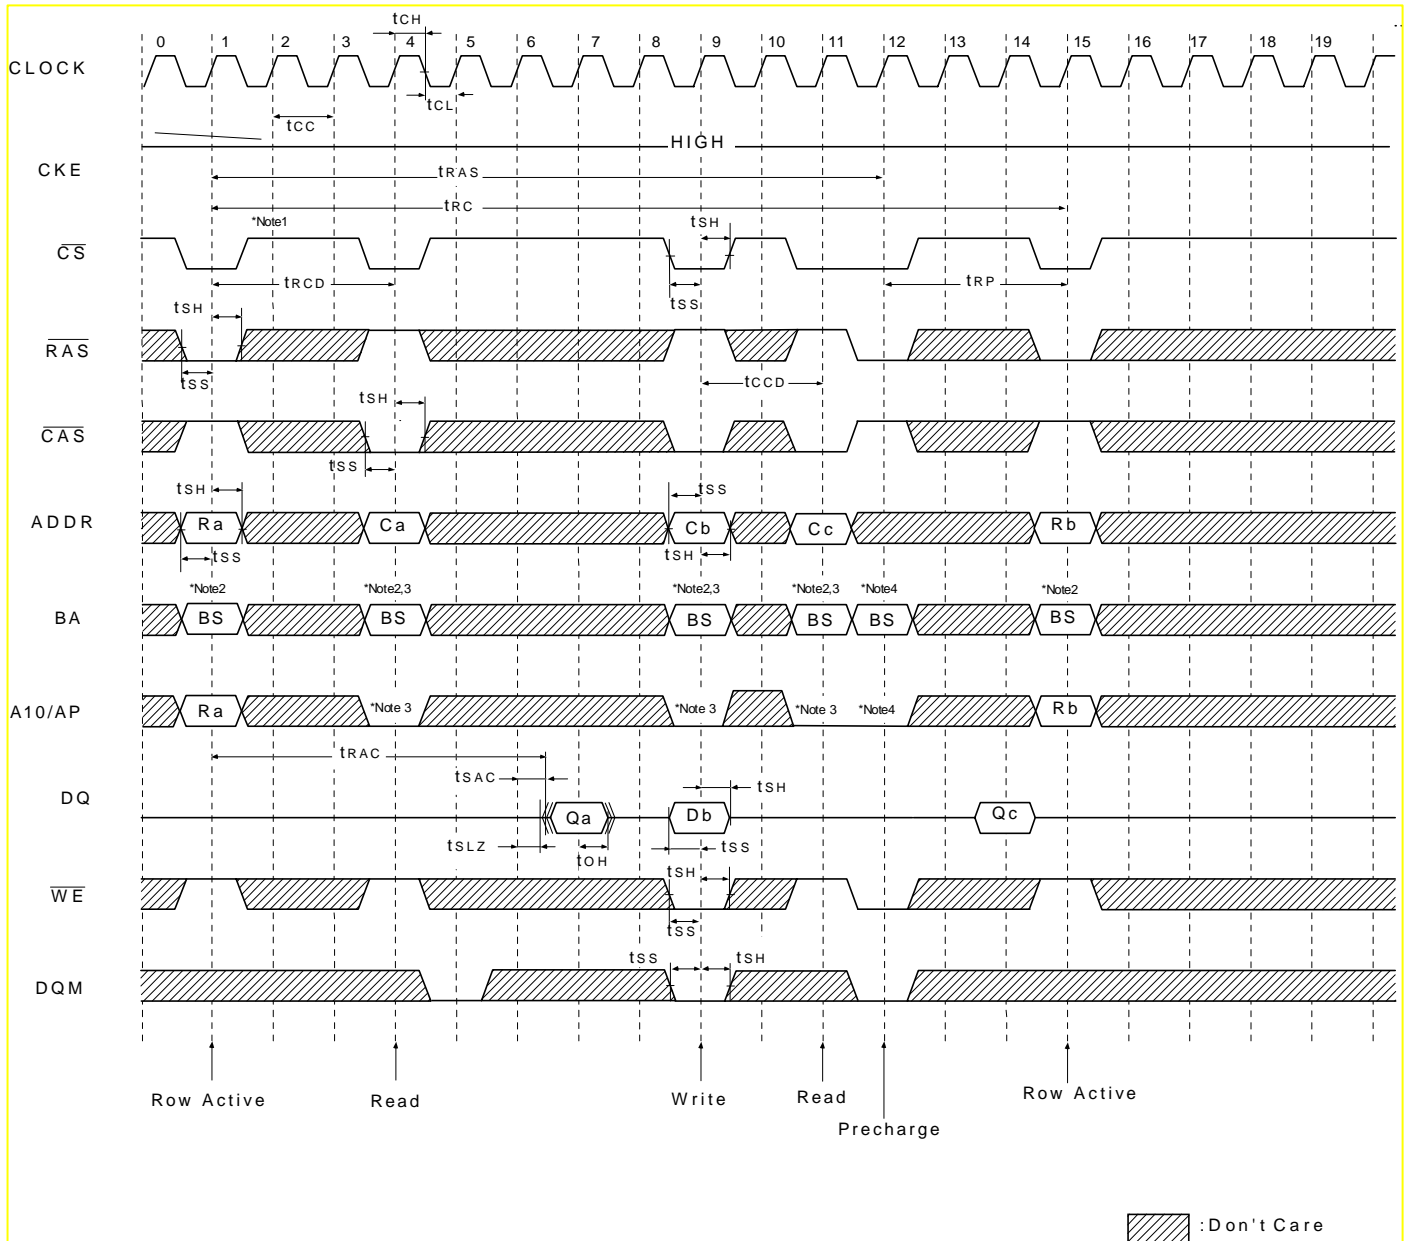 tCH
0 1 2 3 4 5 6 7 8 9 10 11 12 13 14 15 16 17 18 19
CLOCK
tCL
tCC
HIGH
CKE
tRAS
tRC
*Note1
tSH
CS
tRCD
tSS
tRP
tSH
RAS
tSS
tCCD
tSH
CAS
tSS
tSH
tSS
ADDR
Ra Ca Cb Cc Rb
tSS
tSH
*Note2 *Note2,3 *Note2,3 *Note2,3 *Note4 *Note2
BA
BS BS BS BS BS BS
A10/AP
Ra *Note 3 *Note 3 *Note 3 *Note4 Rb
tRAC
tSAC
tSH
DQ
Qa Db Qc
tSLZ
tOH
tSS
tSH
WE
tSS
tSS
tSH
DQM
Row Active Read Write Read Row Active
Precharge
:Don't Care